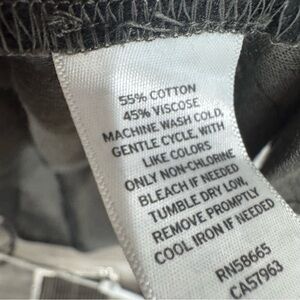 55% COTTON
45% VISCOSE
MACHINE WASH COLD,
GENTLE CYCLE, WITH
LIKE COLORS
ONLY NON-CHLORINE
BLEACH IF NEEDED
TUMBLE DRY LOW,
REMOVE PROMPTLY
COOL IRON IF NEEDED
RN58665
CA57963